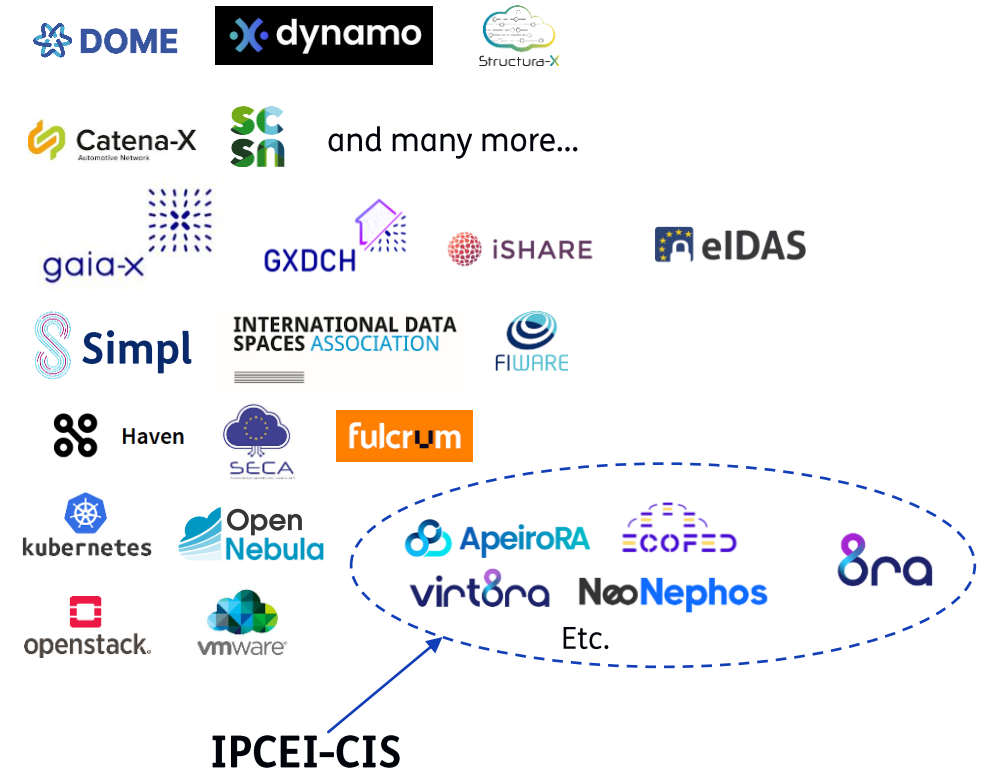 DOME
dynamo
Structura-X
Catena-X
Automotive Network
sc
sn
and many more...
gaia-x
GXDCH
iSHARE
eIDAS
Simpl
INTERNATIONAL DATA
SPACES ASSOCIATION
FIWARE
Haven
SECA
fulcrum
kubernetes
Open
Nebula
ApeiroRA
ECOFED
8ra
virt8ra
NeoNephos
openstack.
vmware®
Etc.
IPCEI-CIS